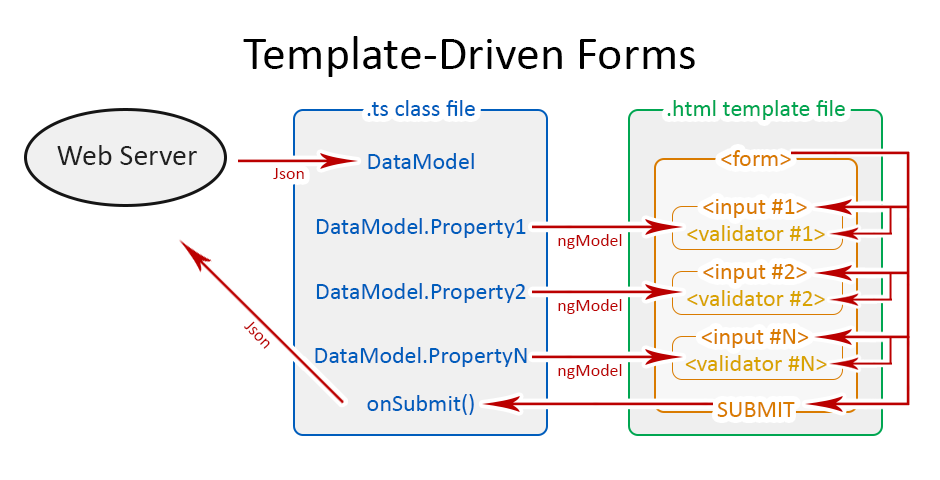 Template-Driven Forms
.ts class file
.html template file
Web Server
Json
DataModel
<form>
DataModel.Property1
ngModel
<input #1>
<validator #1>
DataModel.Property2
ngModel
<input #2>
<validator #2>
DataModel.PropertyN
ngModel
<input #N>
<validator #N>
Json
onSubmit()
SUBMIT